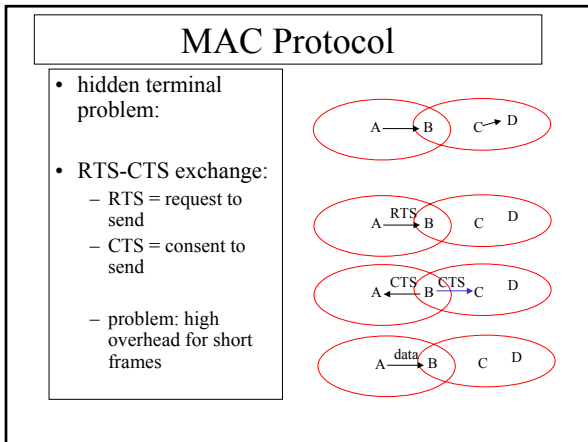 MAC Protocol
• hidden terminal
problem:
• RTS-CTS exchange:
– RTS = request to
send
– CTS = consent to
send
– problem: high
overhead for short
frames
A B C D
RTS
A B C D
CTS CTS
A B C D
data
A B C D